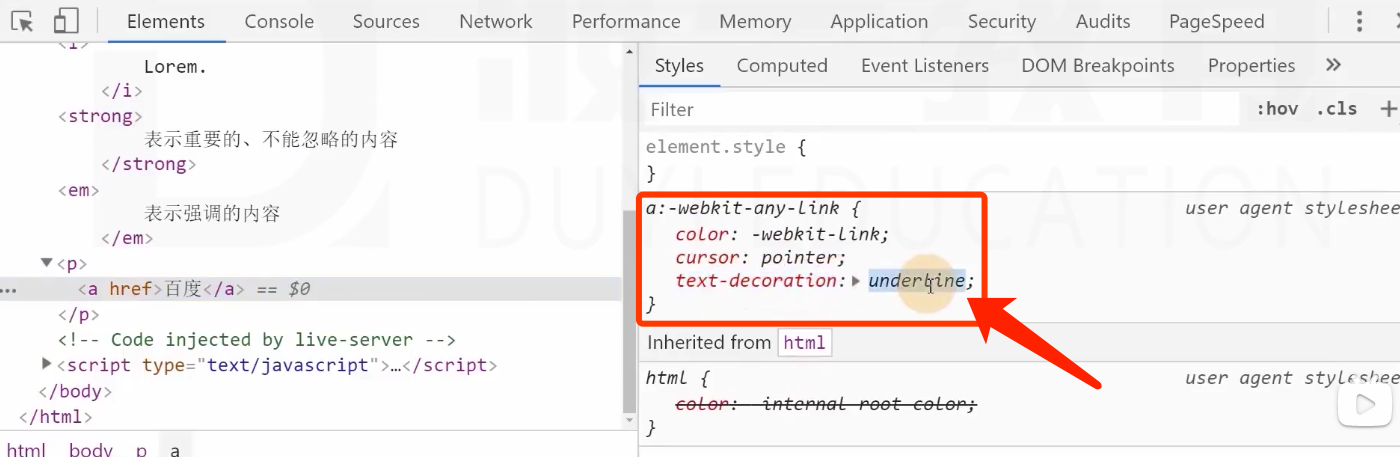 Elements Console Sources Network Performance Memory Application Security Audits PageSpeed
<i>
Lorem.
</i>
<strong>
表示重要的、不能忽略的内容
</strong>
<em>
表示强调的内容
</em>
<p>
<a href>百度</a> == $0
</p>
<!-- Code injected by live-server -->
<script type="text/javascript">…</script>
</body>
</html>
html body p a
Styles Computed Event Listeners DOM Breakpoints Properties »
Filter :hov .cls +
element.style {
}
a:-webkit-any-link { user agent styleshee
color: -webkit-link;
cursor: pointer;
text-decoration: underline;
}
Inherited from html
html { user agent styleshee
color: -internal-root-color;
}
DUYI EDUCATION